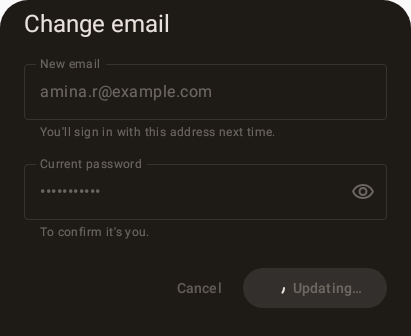 Change email
New email
amina.r@example.com
You'll sign in with this address next time.
Current password
•••••••••••
To confirm it's you.
Cancel
Updating…